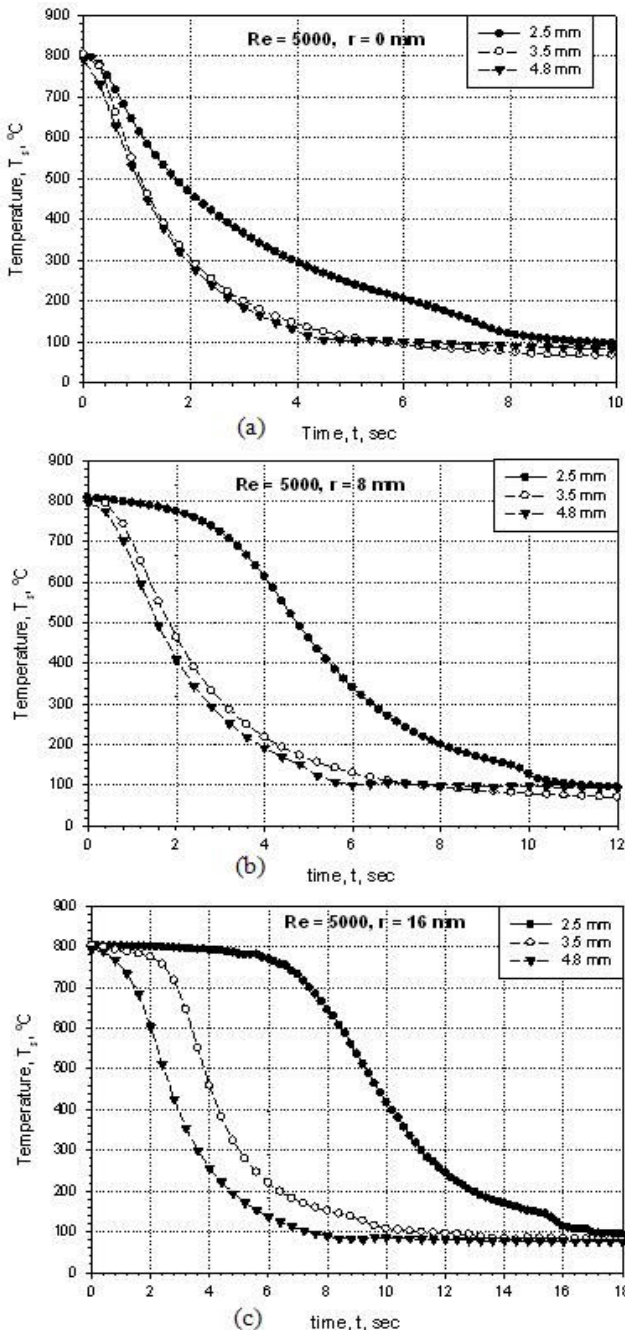 900
800
700
600
500
400
300
200
100
0
Temperature, Tₛ, ºC
Re = 5000, r = 0 mm
2.5 mm
3.5 mm
4.8 mm
0 2 4 6 8 10
(a)
Time, t, sec
900
800
700
600
500
400
300
200
100
0
Temperature, Tₛ, ºC
Re = 5000, r = 8 mm
2.5 mm
3.5 mm
4.8 mm
0 2 4 6 8 10 12
(b)
time, t, sec
900
800
700
600
500
400
300
200
100
0
Temperature, Tₛ, ºC
Re = 5000, r = 16 mm
2.5 mm
3.5 mm
4.8 mm
0 2 4 6 8 10 12 14 16 18
(c)
time, t, sec